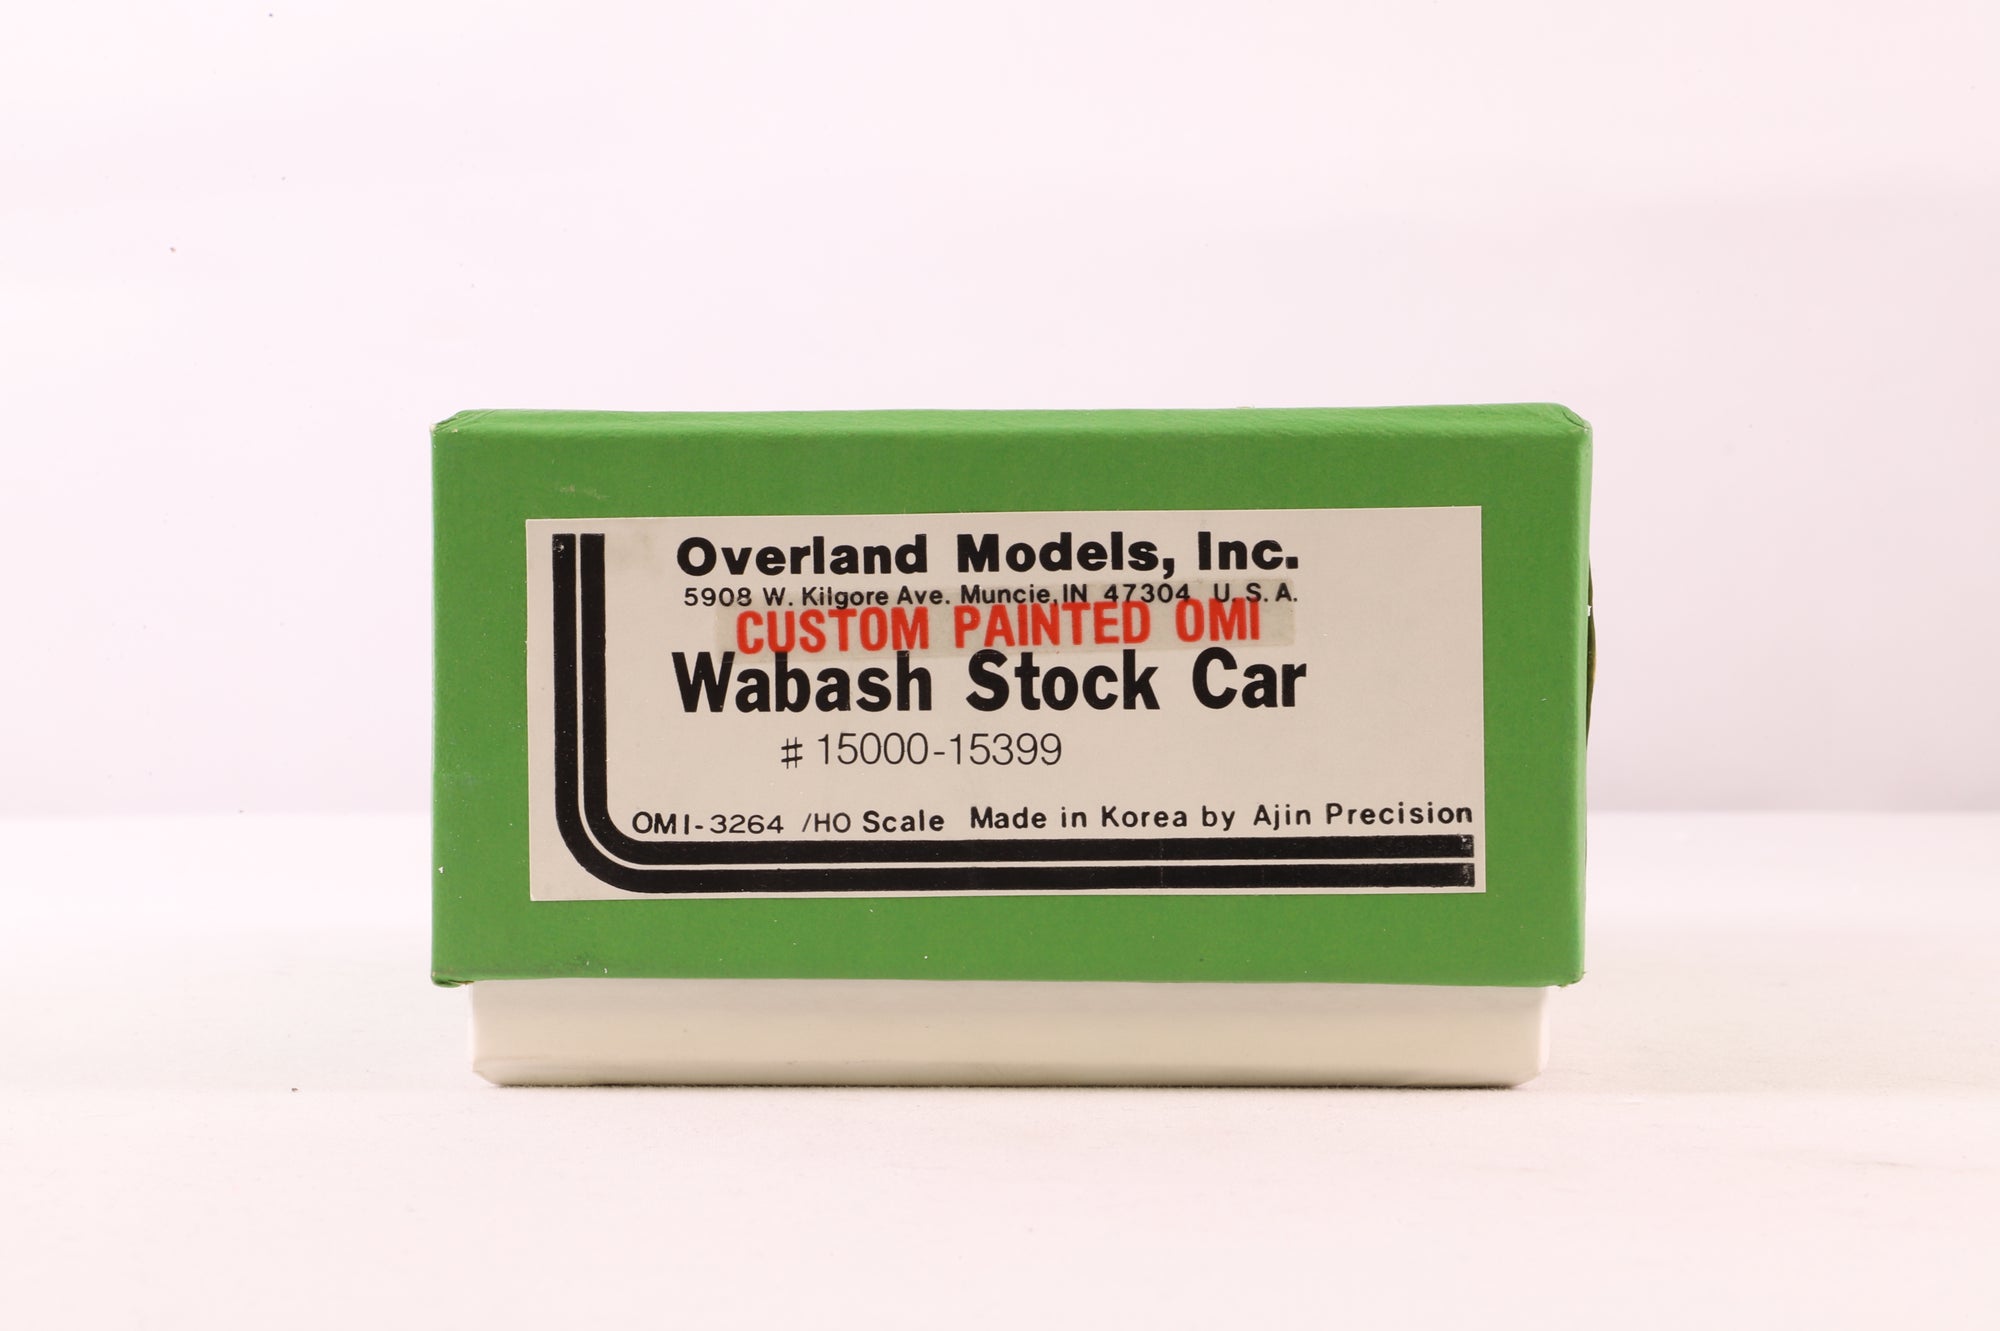 Overland Models, Inc.
5908 W. Kilgore Ave. Muncie, IN 47304 U.S.A.
CUSTOM PAINTED OMI
Wabash Stock Car
# 15000-15399
OMI-3264 /HO Scale Made in Korea by Ajin Precision